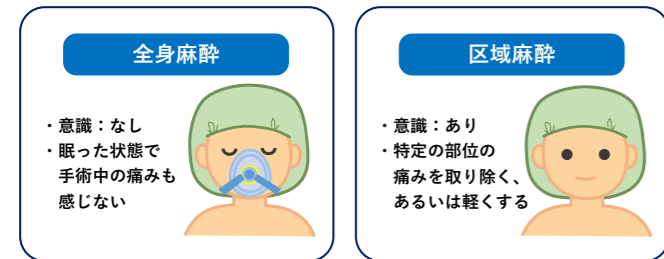 全身麻酔
・意識：なし
・眠った状態で
手術中の痛みも
感じない
区域麻酔
・意識：あり
・特定の部位の
痛みを取り除く、
あるいは軽くする